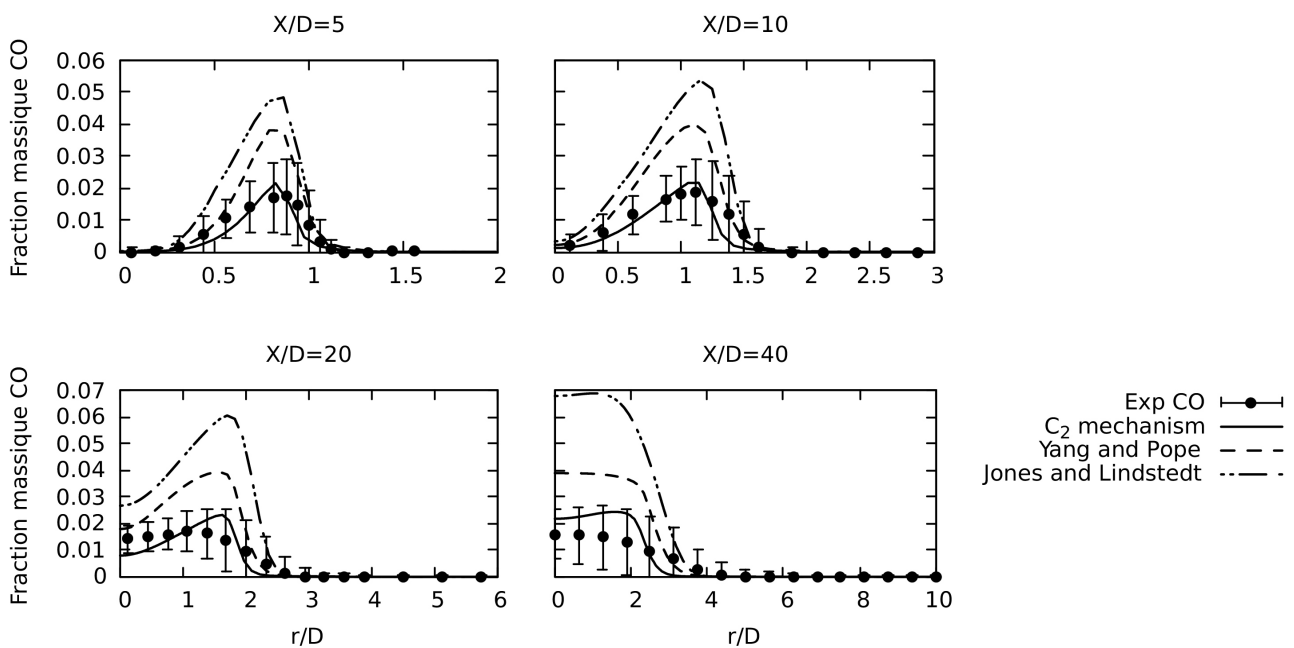 X/D=5
X/D=10
Fraction massique CO
0.06
0.05
0.04
0.03
0.02
0.01
0
0 0.5 1 1.5 2
0 0.5 1 1.5 2 2.5 3
X/D=20
X/D=40
Fraction massique CO
0.07
0.06
0.05
0.04
0.03
0.02
0.01
0
0 1 2 3 4 5 6
0 2 4 6 8 10
r/D
r/D
Exp CO
C2 mechanism
Yang and Pope
Jones and Lindstedt